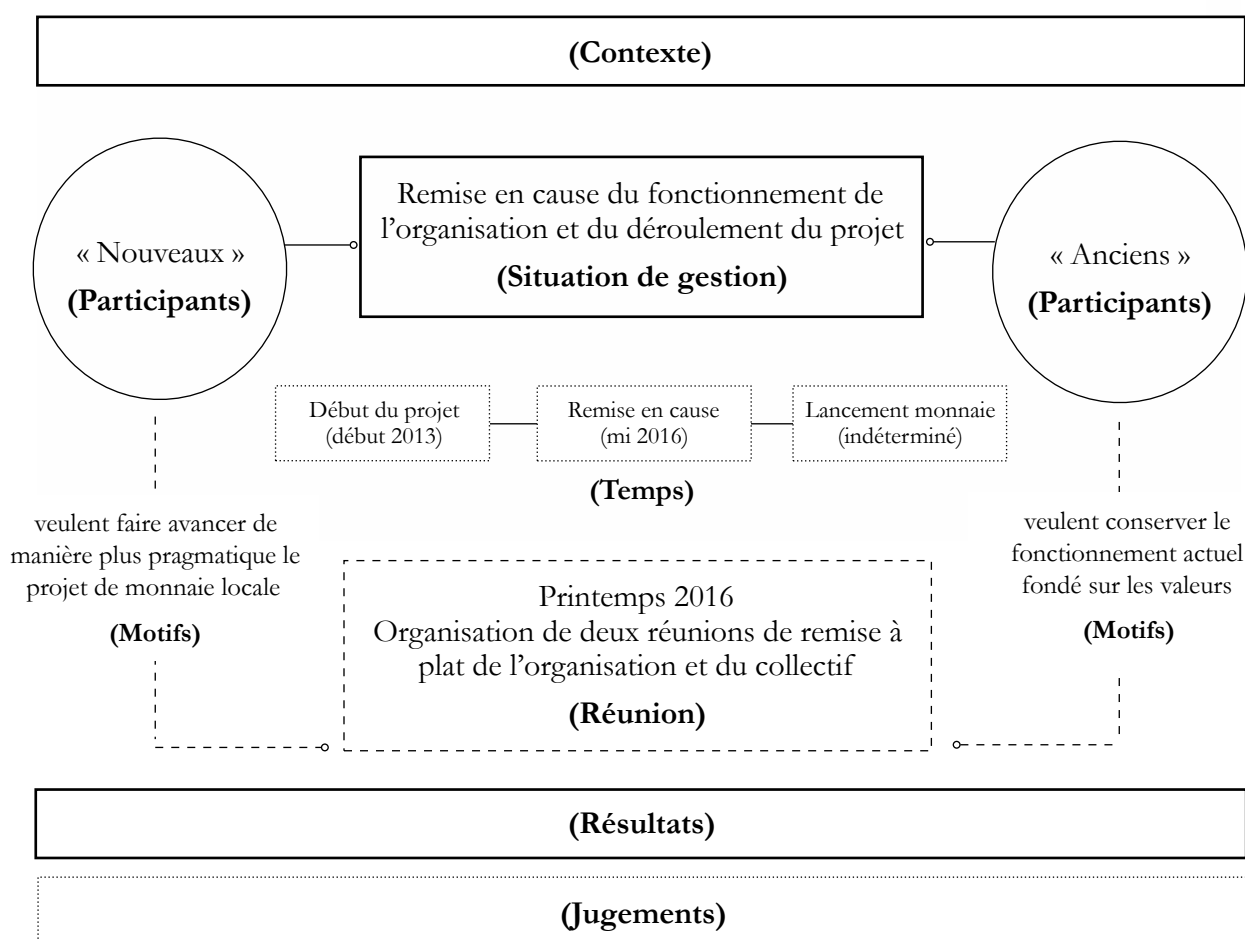 (Contexte)
« Nouveaux »
(Participants)
Remise en cause du fonctionnement de
l’organisation et du déroulement du projet
(Situation de gestion)
« Anciens »
(Participants)
Début du projet
(début 2013)
Remise en cause
(mi 2016)
Lancement monnaie
(indéterminé)
(Temps)
veulent faire avancer de
manière plus pragmatique le
projet de monnaie locale
(Motifs)
Printemps 2016
Organisation de deux réunions de remise à
plat de l’organisation et du collectif
(Réunion)
veulent conserver le
fonctionnement actuel
fondé sur les valeurs
(Motifs)
(Résultats)
(Jugements)